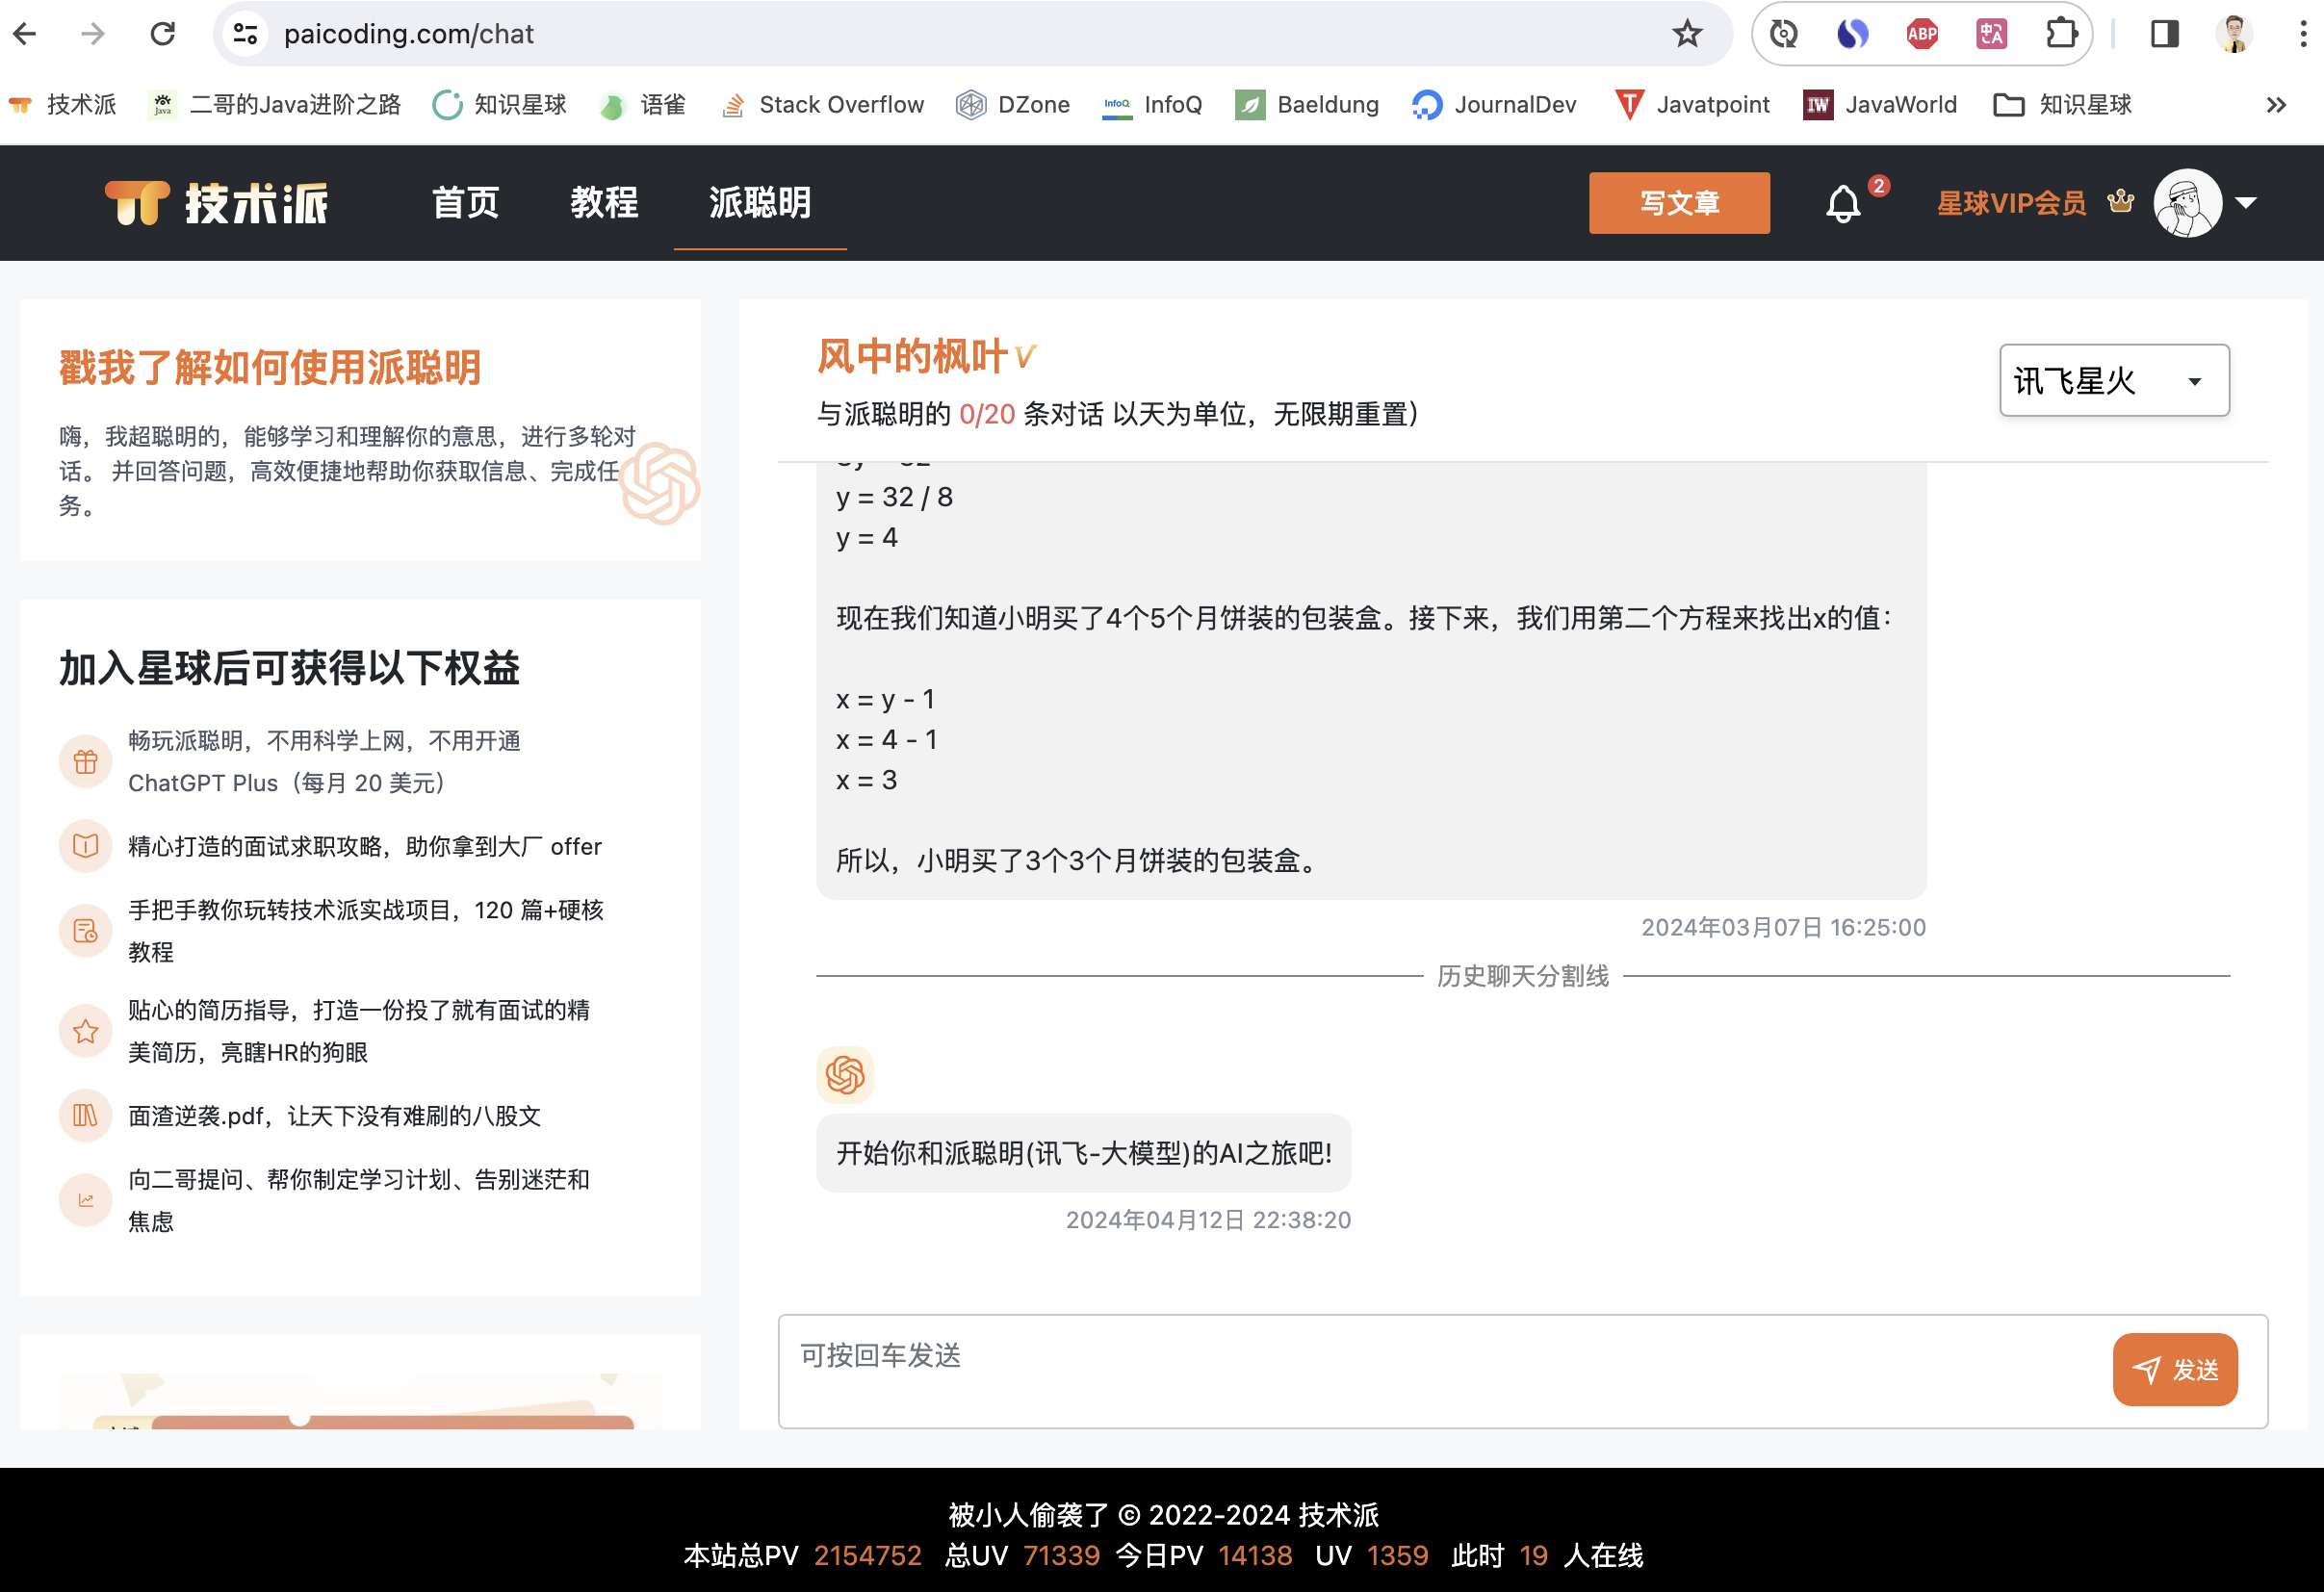 paicoding.com/chat
ABP
技术派 二哥的Java进阶之路 知识星球 语雀 Stack Overflow DZone InfoQ InfoQ Baeldung JournalDev Javatpoint JavaWorld 知识星球
技术派 首页 教程 派聪明 写文章 2 星球VIP会员
戳我了解如何使用派聪明
嗨，我超聪明的，能够学习和理解你的意思，进行多轮对
话。 并回答问题，高效便捷地帮助你获取信息、完成任
务。
加入星球后可获得以下权益
畅玩派聪明，不用科学上网，不用开通
ChatGPT Plus（每月 20 美元）
精心打造的面试求职攻略，助你拿到大厂 offer
手把手教你玩转技术派实战项目，120 篇+硬核
教程
贴心的简历指导，打造一份投了就有面试的精
美简历，亮瞎HR的狗眼
面渣逆袭.pdf，让天下没有难刷的八股文
向二哥提问、帮你制定学习计划、告别迷茫和
焦虑
风中的枫叶
与派聪明的 0/20 条对话 以天为单位，无限期重置）
讯飞星火
y = 32 / 8
y = 4
现在我们知道小明买了4个5个月饼装的包装盒。接下来，我们用第二个方程来找出x的值：
x = y - 1
x = 4 - 1
x = 3
所以，小明买了3个3个月饼装的包装盒。
2024年03月07日 16:25:00
历史聊天分割线
开始你和派聪明(讯飞-大模型)的AI之旅吧!
2024年04月12日 22:38:20
可按回车发送
发送
被小人偷袭了 © 2022-2024 技术派
本站总PV 2154752 总UV 71339 今日PV 14138 UV 1359 此时 19 人在线